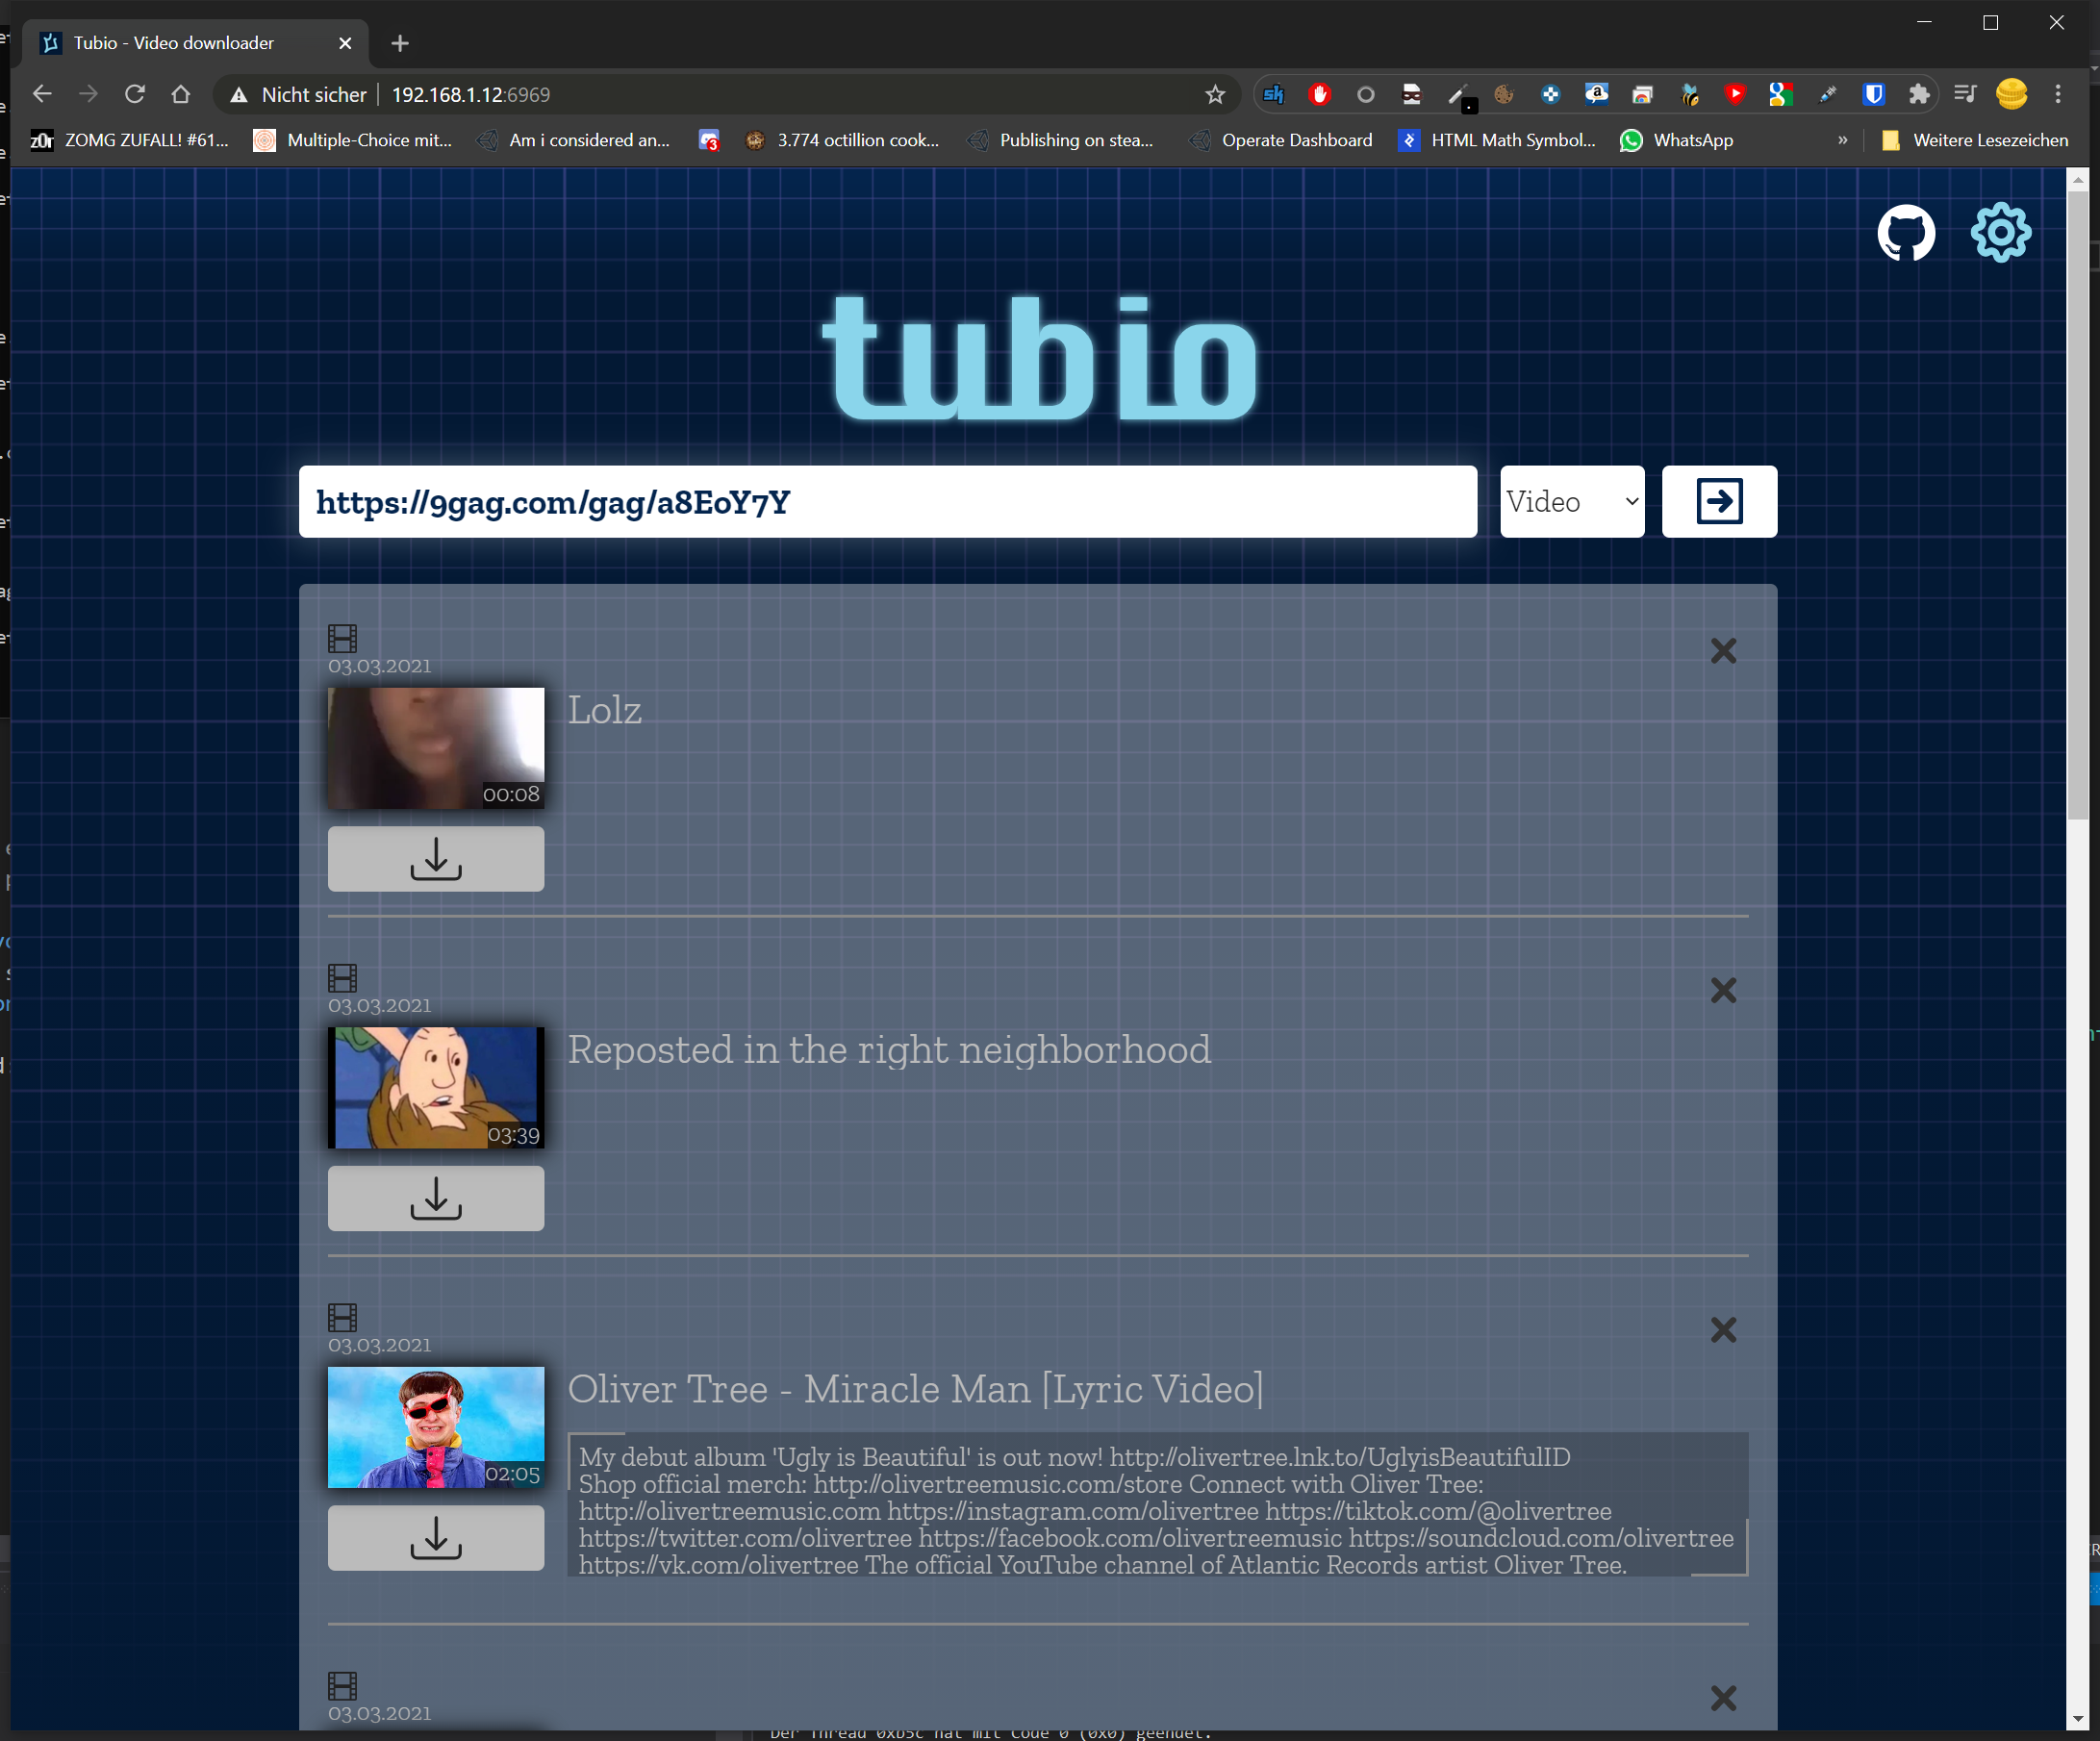 Tubio - Video downloader
Nicht sicher | 192.168.1.12:6969
z0r ZOMG ZUFALL! #61... Multiple-Choice mit... Am i considered an... 3 3.774 octillion cook... Publishing on stea... Operate Dashboard HTML Math Symbol... WhatsApp » Weitere Lesezeichen
tubio
https://9gag.com/gag/a8EoY7Y Video
03.03.2021
Lolz
00:08
03.03.2021
Reposted in the right neighborhood
03:39
03.03.2021
Oliver Tree - Miracle Man [Lyric Video]
02:05
My debut album 'Ugly is Beautiful' is out now! http://olivertree.lnk.to/UglyisBeautifulID
Shop official merch: http://olivertreemusic.com/store Connect with Oliver Tree:
http://olivertreemusic.com https://instagram.com/olivertree https://tiktok.com/@olivertree
https://twitter.com/olivertree https://facebook.com/olivertreemusic https://soundcloud.com/olivertree
https://vk.com/olivertree The official YouTube channel of Atlantic Records artist Oliver Tree.
03.03.2021
Der Thread 0xb5c hat mit Code 0 (0x0) geendet.